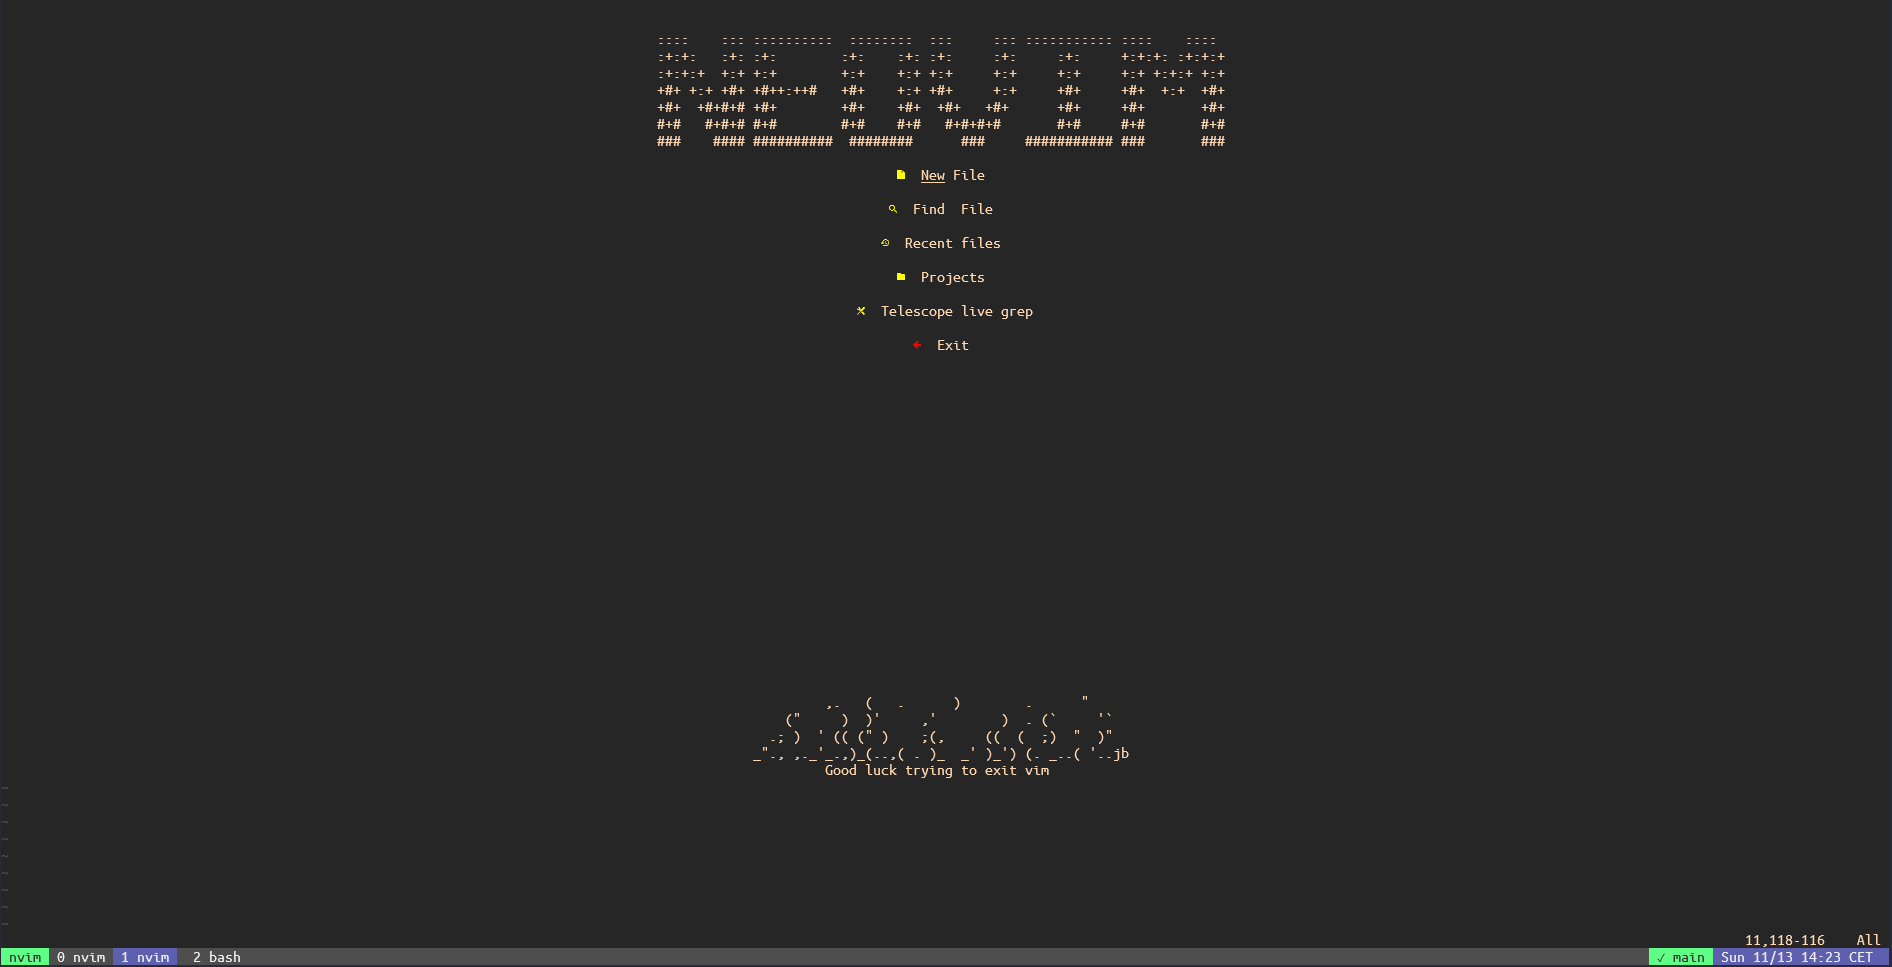 ::::    ::: ::::::::::  ::::::::  :::     ::: ::::::::::: ::::    ::::
:+:+:   :+: :+:        :+:    :+: :+:     :+:     :+:     +:+:+: :+:+:+
:+:+:+  +:+ +:+        +:+    +:+ +:+     +:+     +:+     +:+ +:+:+ +:+
+#+ +:+ +#+ +#++:++#   +#+    +:+ +#+     +:+     +#+     +#+  +:+  +#+
+#+  +#+#+# +#+        +#+    +#+  +#+   +#+      +#+     +#+       +#+
#+#   #+#+# #+#        #+#    #+#   #+#+#+#       #+#     #+#       #+#
###    #### ##########  ########      ###     ########### ###       ###
New File
Find  File
Recent files
Projects
Telescope live grep
Exit
         ,.   (   .      )        .      "
    ("     )  )'     ,'        )  . (`     '`
  .; )  ' (( (" )    ;(,     ((  (  ;)  "  )"
_"., ,._'_.,)_(..,( . )_  _' )_') (. _..( '..jb
Good luck trying to exit vim
~
~
~
~
~
~
~
~
~
11,118-116    All
nvim 0 nvim 1 nvim 2 bash ✓ main Sun 11/13 14:23 CET